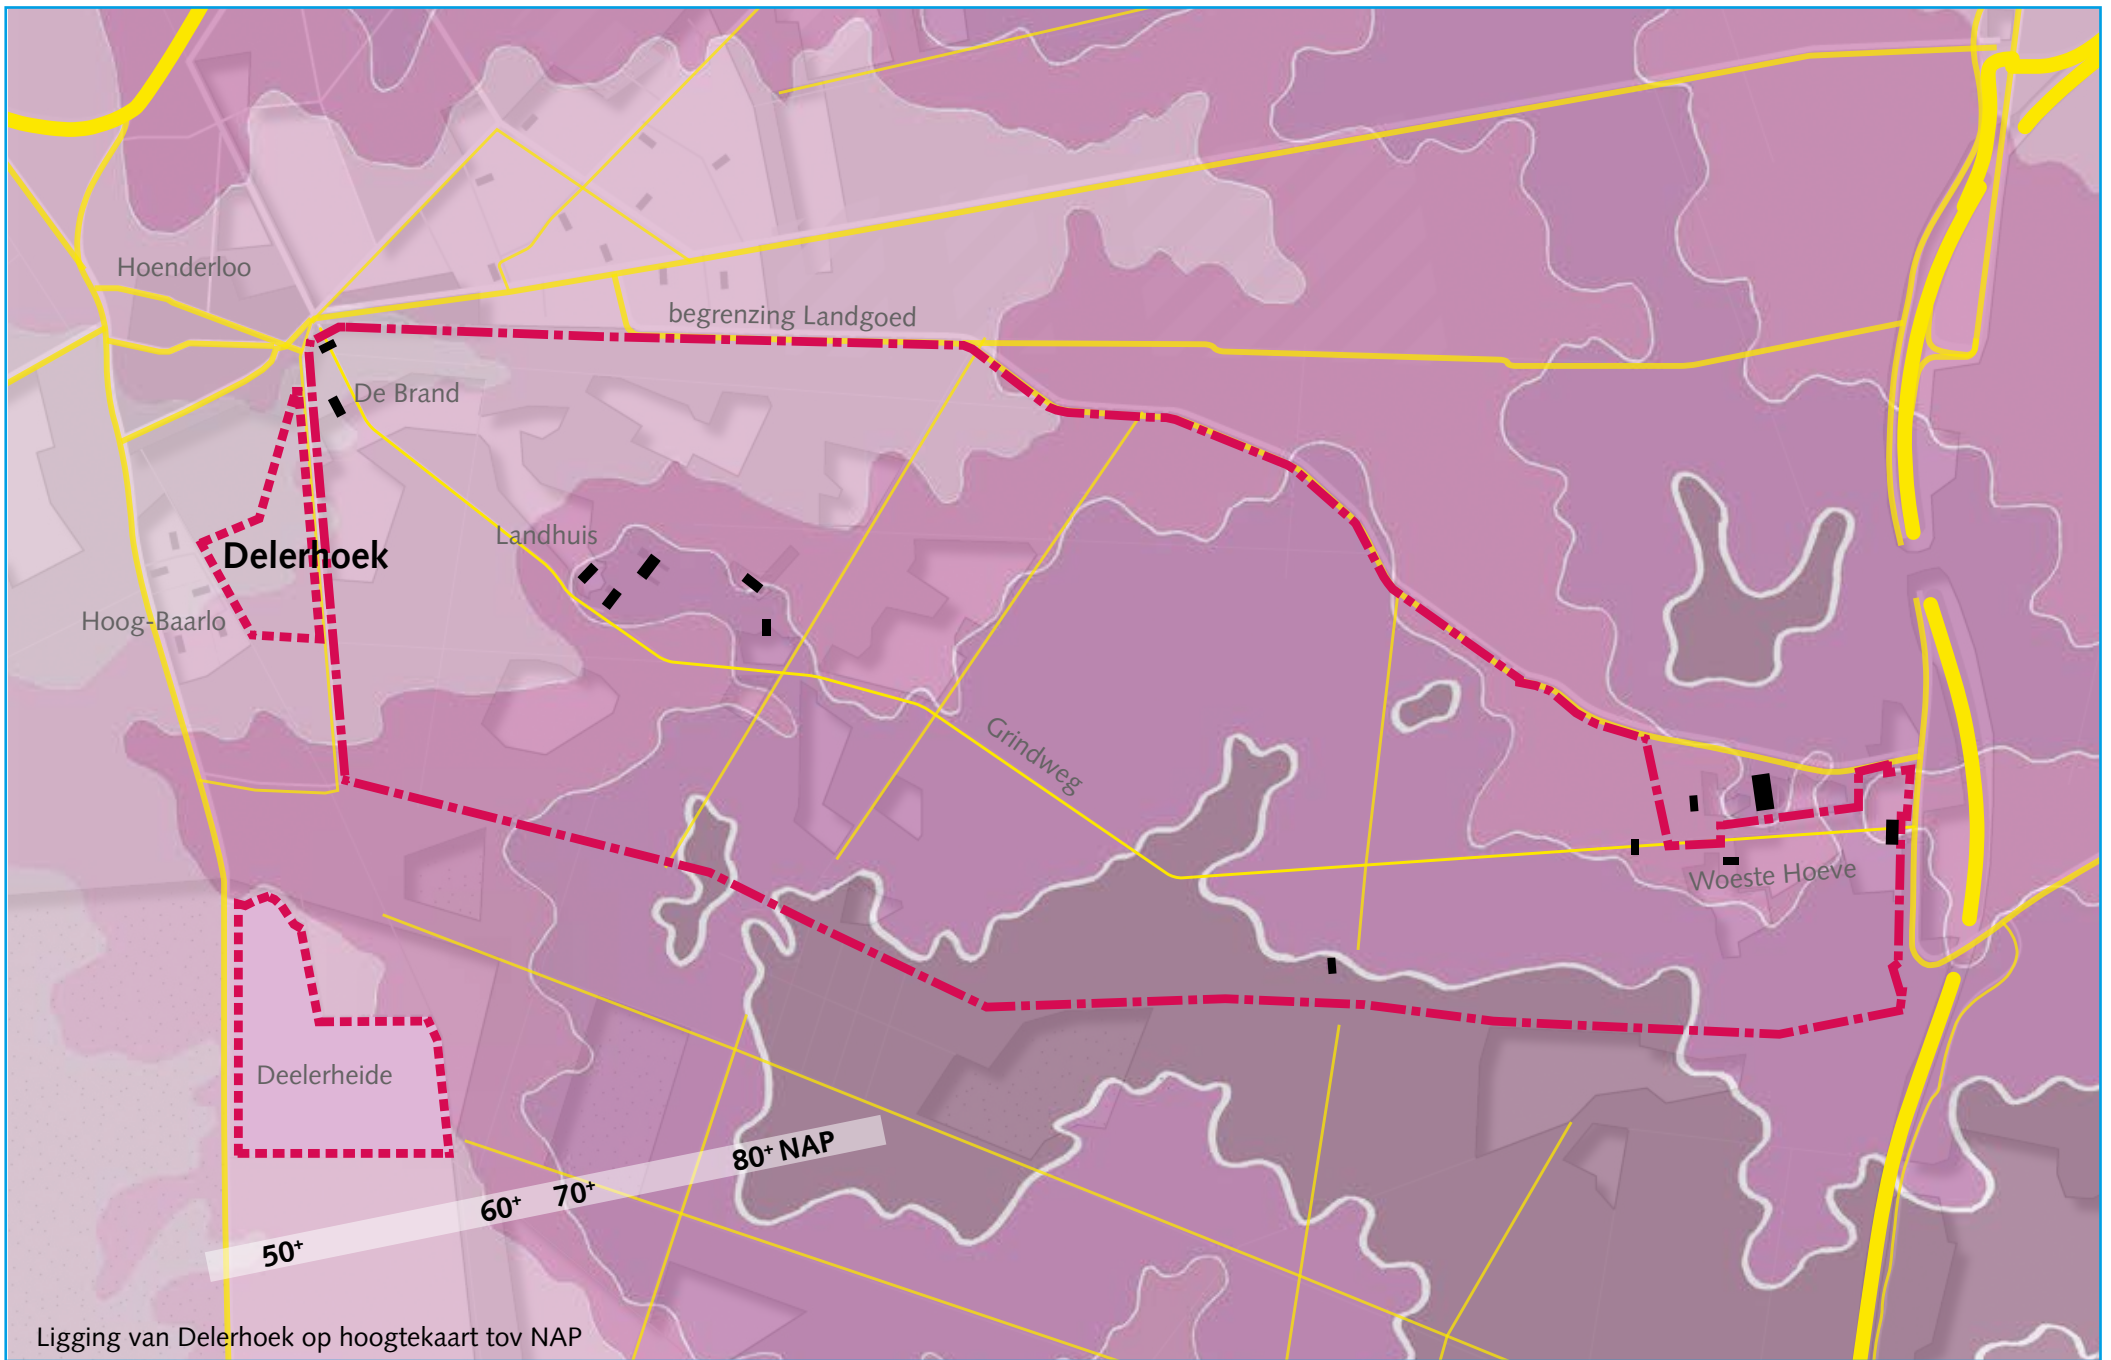 Hoenderloo
begrenzing Landgoed
De Brand
Landhuis
Delerhoek
Hoog-Baarlo
Grindweg
Woeste Hoeve
Deelerheide
80+ NAP
70+
60+
50+
Ligging van Delerhoek op hoogtekaart tov NAP